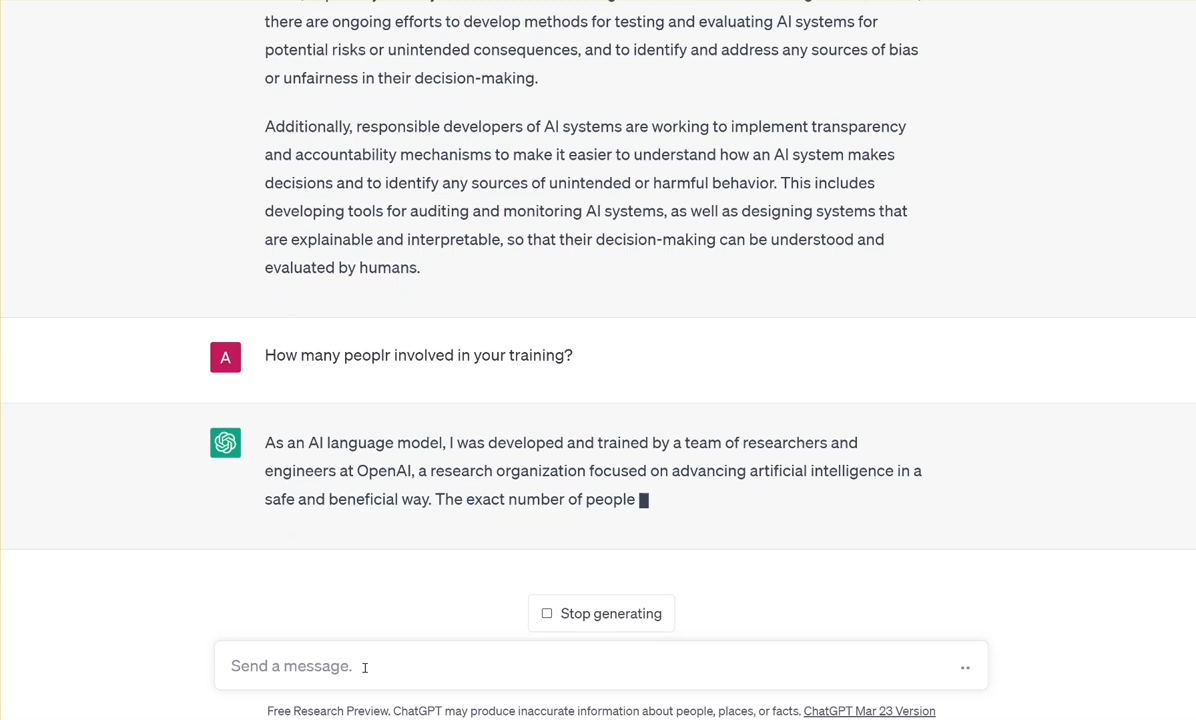 there are ongoing efforts to develop methods for testing and evaluating AI systems for
potential risks or unintended consequences, and to identify and address any sources of bias
or unfairness in their decision-making.
Additionally, responsible developers of AI systems are working to implement transparency
and accountability mechanisms to make it easier to understand how an AI system makes
decisions and to identify any sources of unintended or harmful behavior. This includes
developing tools for auditing and monitoring AI systems, as well as designing systems that
are explainable and interpretable, so that their decision-making can be understood and
evaluated by humans.
A
How many peoplr involved in your training?
As an AI language model, I was developed and trained by a team of researchers and
engineers at OpenAI, a research organization focused on advancing artificial intelligence in a
safe and beneficial way. The exact number of people
Stop generating
Send a message.
Free Research Preview. ChatGPT may produce inaccurate information about people, places, or facts. ChatGPT Mar 23 Version